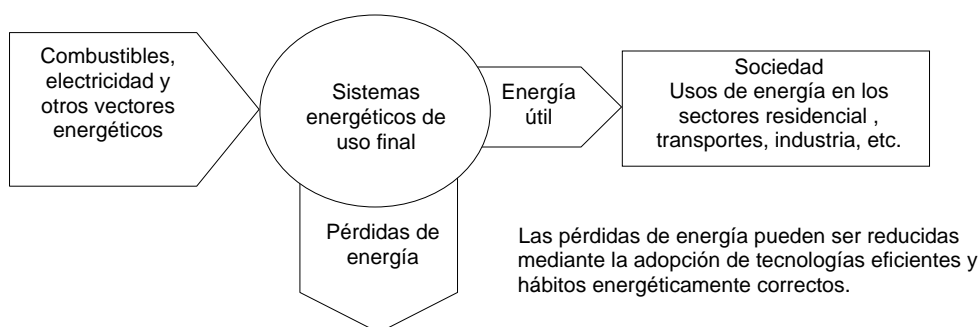 Combustibles,
electricidad y
otros vectores
energéticos
Sistemas
energéticos de
uso final
Energía
útil
Sociedad
Usos de energía en los
sectores residencial ,
transportes, industria, etc.
Pérdidas de
energía
Las pérdidas de energía pueden ser reducidas
mediante la adopción de tecnologías eficientes y
hábitos energéticamente correctos.